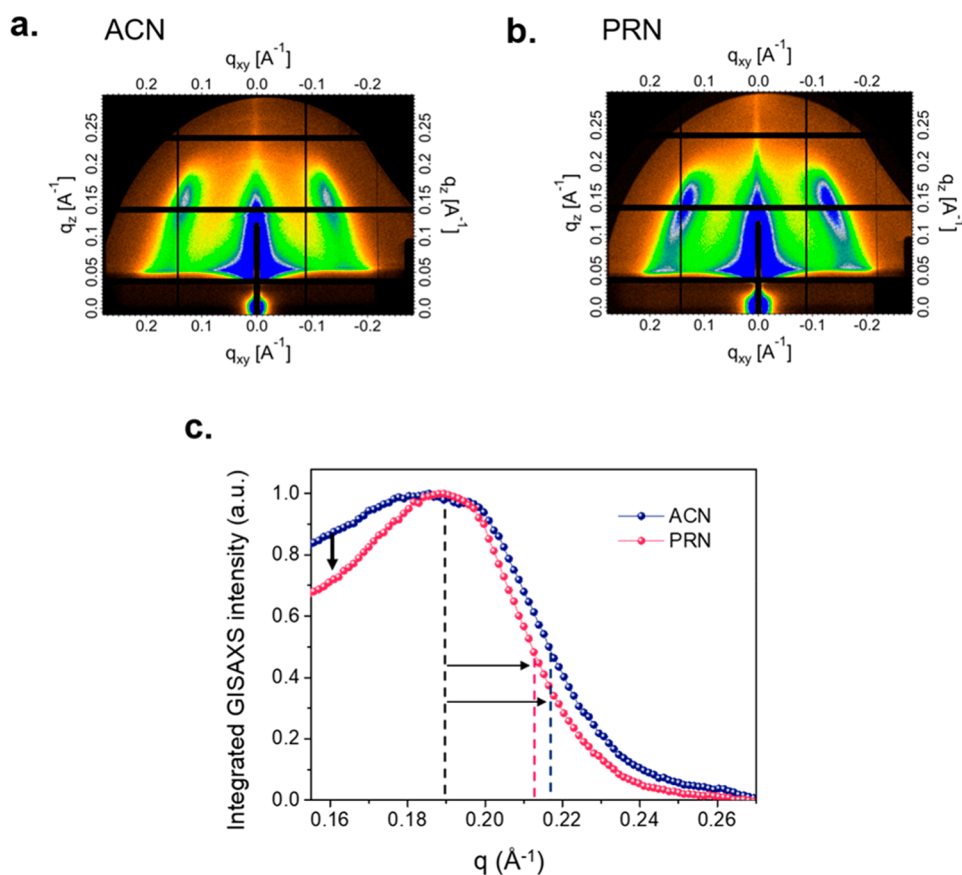 a. ACN
q_xy [A⁻¹]
0.2 0.1 0.0 -0.1 -0.2
q_z [A⁻¹]
0.0 0.05 0.1 0.15 0.2 0.25
q_z [A⁻¹]
0.0 0.05 0.1 0.15 0.2 0.25
0.2 0.1 0.0 -0.1 -0.2
q_xy [A⁻¹]
b. PRN
q_xy [A⁻¹]
0.2 0.1 0.0 -0.1 -0.2
q_z [A⁻¹]
0.0 0.05 0.1 0.15 0.2 0.25
q_z [A⁻¹]
0.0 0.05 0.1 0.15 0.2 0.25
0.2 0.1 0.0 -0.1 -0.2
q_xy [A⁻¹]
c.
Integrated GISAXS intensity (a.u.)
1.0
0.8
0.6
0.4
0.2
0.0
ACN
PRN
0.16 0.18 0.20 0.22 0.24 0.26
q (Å⁻¹)